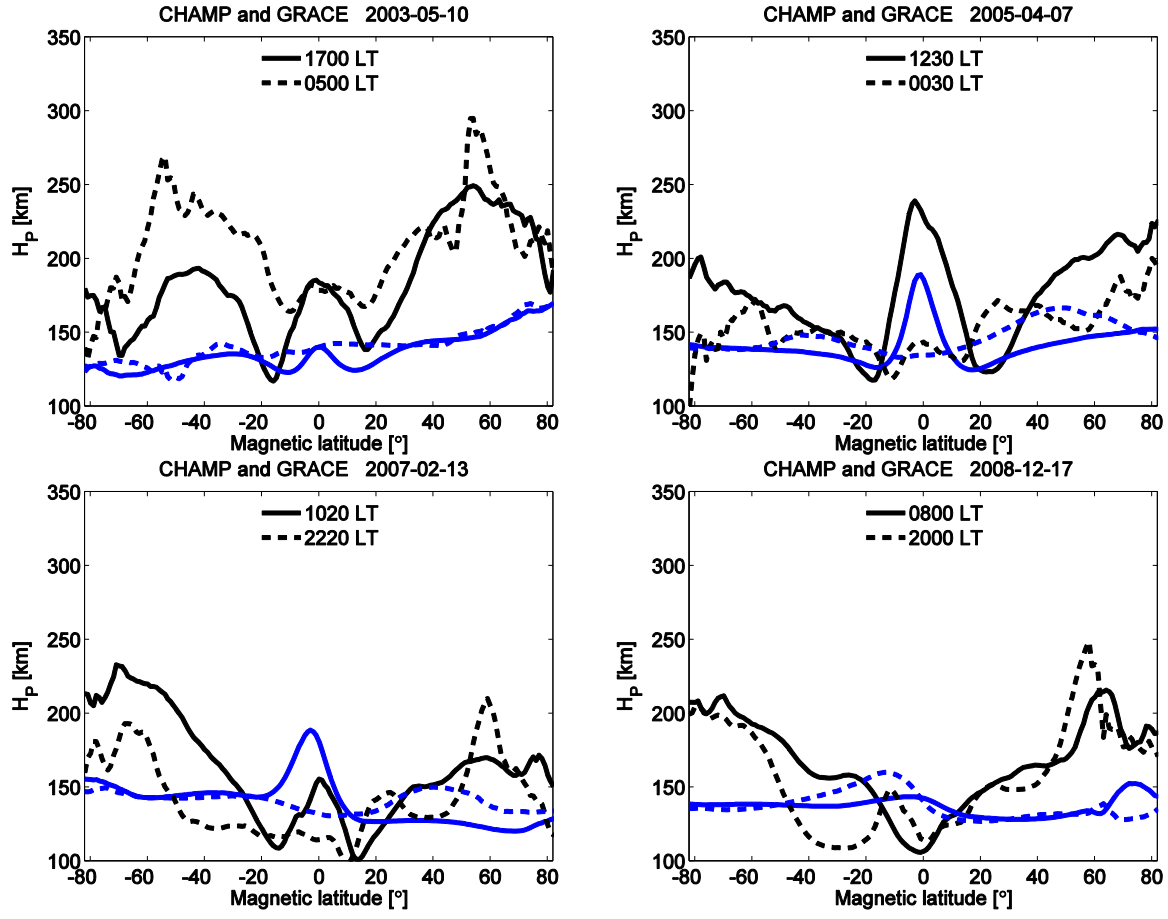 CHAMP and GRACE 2003-05-10
350
300
250
200
150
100
H_P [km]
1700 LT
0500 LT
-80 -60 -40 -20 0 20 40 60 80
Magnetic latitude [°]
CHAMP and GRACE 2005-04-07
350
300
250
200
150
100
H_P [km]
1230 LT
0030 LT
-80 -60 -40 -20 0 20 40 60 80
Magnetic latitude [°]
CHAMP and GRACE 2007-02-13
350
300
250
200
150
100
H_P [km]
1020 LT
2220 LT
-80 -60 -40 -20 0 20 40 60 80
Magnetic latitude [°]
CHAMP and GRACE 2008-12-17
350
300
250
200
150
100
H_P [km]
0800 LT
2000 LT
-80 -60 -40 -20 0 20 40 60 80
Magnetic latitude [°]